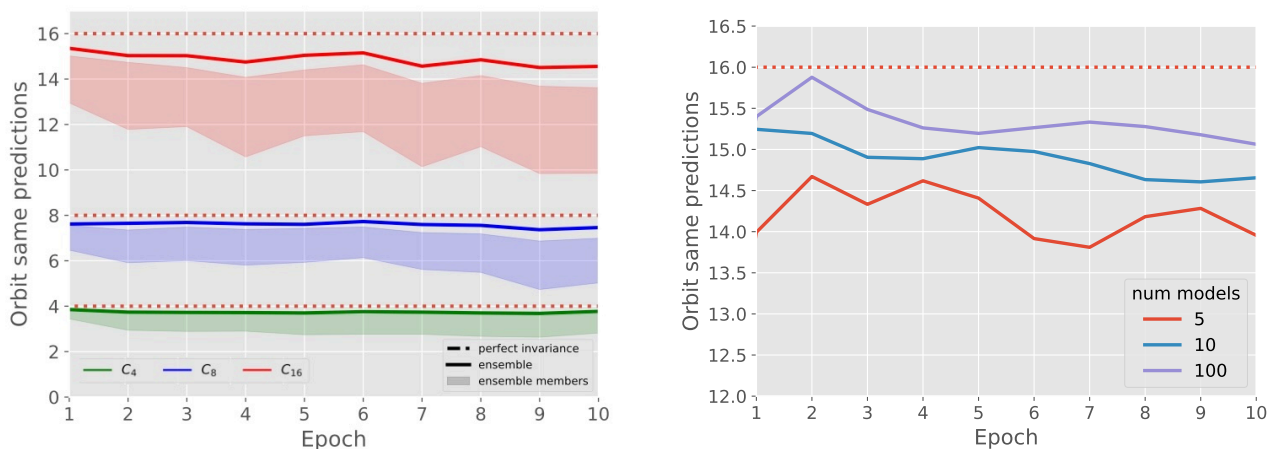 Orbit same predictions
16
14
12
10
8
6
4
2
0
C4 C8 C16
perfect invariance
ensemble
ensemble members
1 2 3 4 5 6 7 8 9 10
Epoch
Orbit same predictions
16.5
16.0
15.5
15.0
14.5
14.0
13.5
13.0
12.5
12.0
num models
5
10
100
1 2 3 4 5 6 7 8 9 10
Epoch